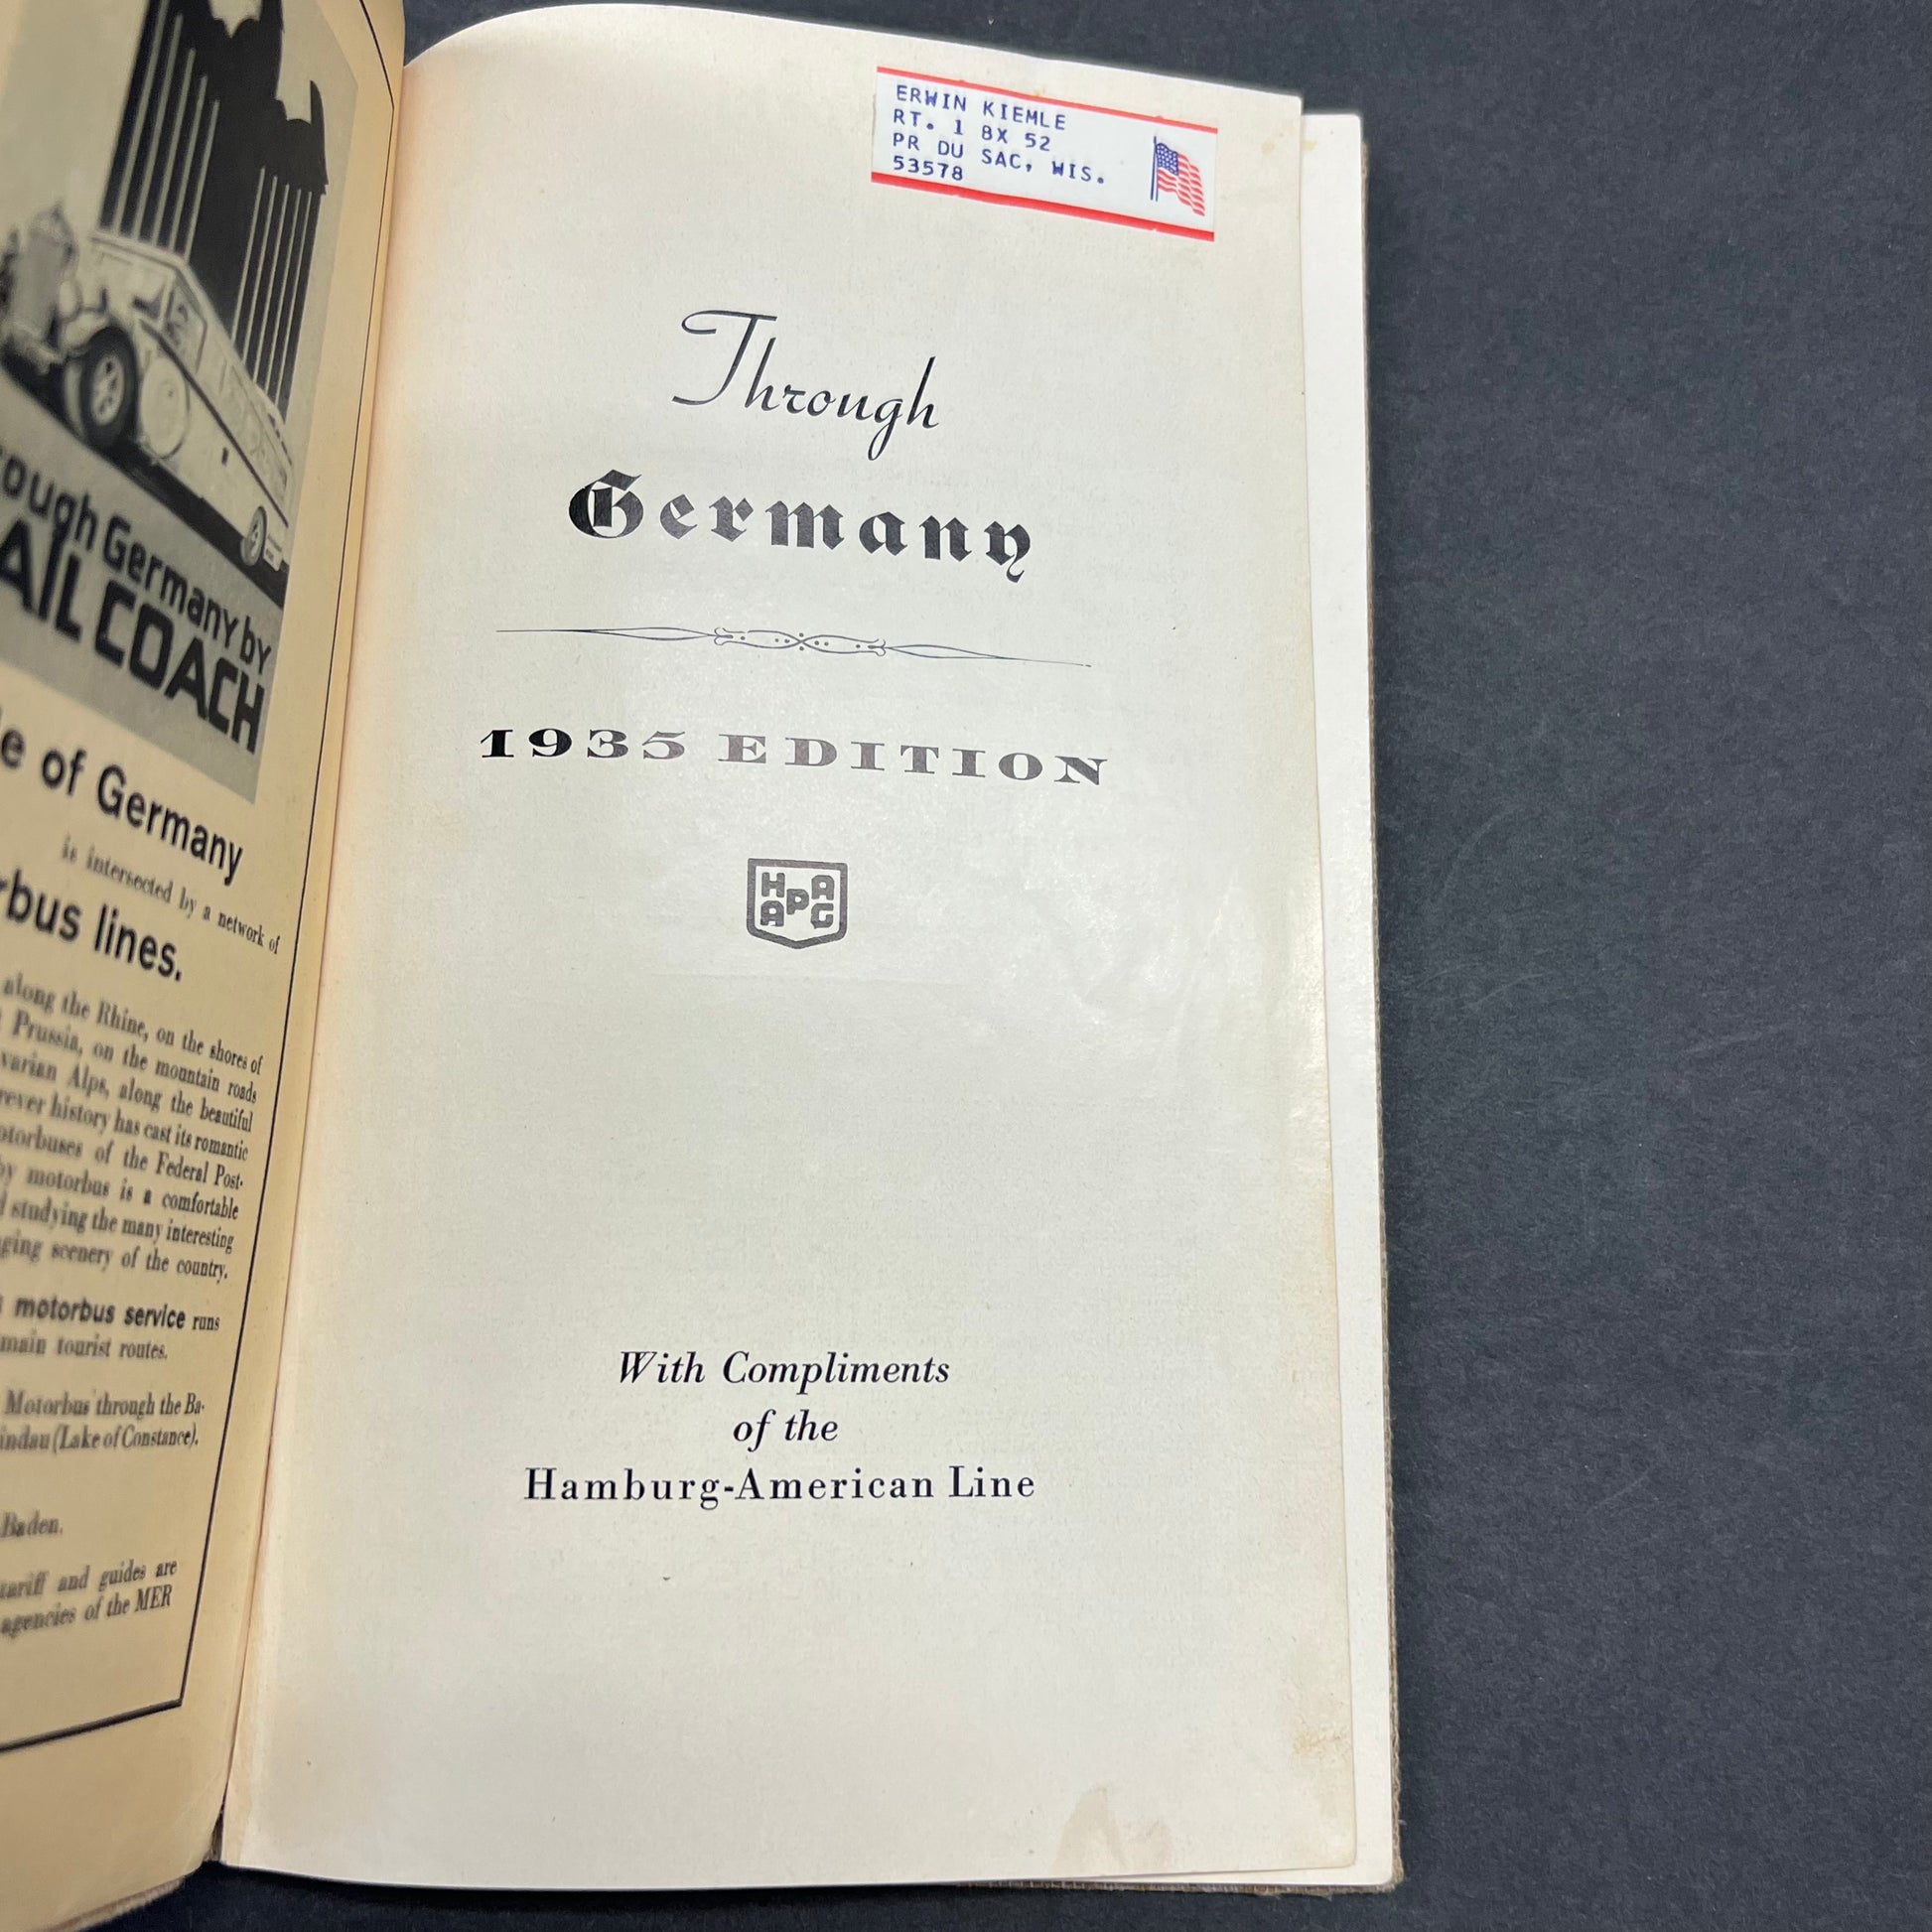 ough Germany by
AIL COACH
e of Germany
is intersected by a network of
bus lines.
along the Rhine, on the shores of
Prussia, on the mountain roads
varian Alps, along the beautiful
rever history has cast its romantic
otorbuses of the Federal Post-
by motorbus is a comfortable
studying the many interesting
ging scenery of the country.
motorbus service runs
main tourist routes.
Motorbus through the Ba-
indau (Lake of Constance).
Baden.
tariff and guides are
agencies of the MER
ERWIN KIEMLE
RT. 1 BX 52
PR DU SAC, WIS.
53578
Through
Germany
1935 EDITION
HAPAG
With Compliments
of the
Hamburg-American Line